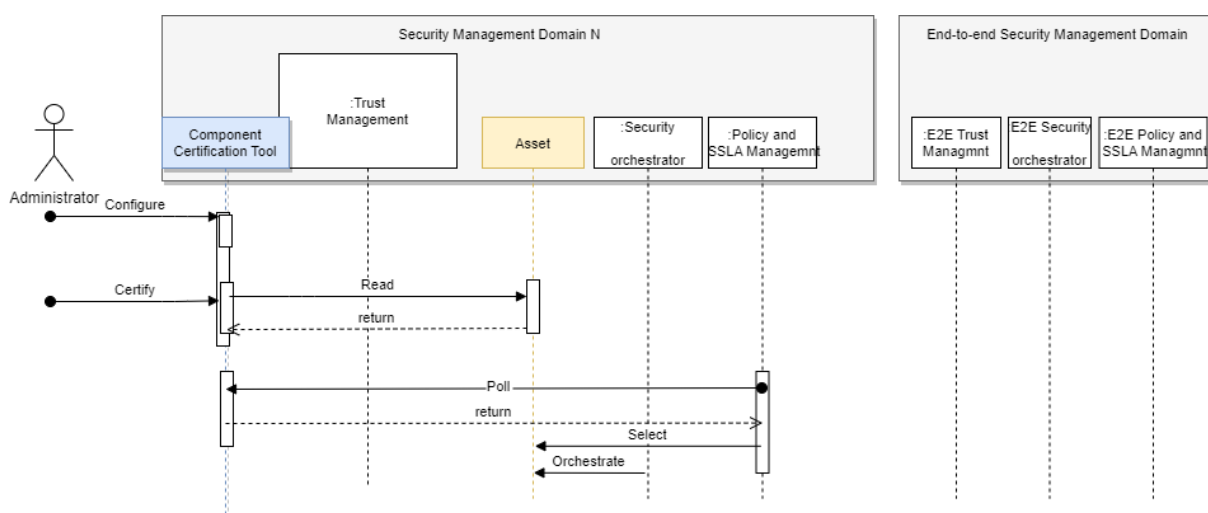 Security Management Domain N
End-to-end Security Management Domain
:Trust
Management
Component
Certification Tool
Asset
:Security
orchestrator
:Policy and
SSLA Managemnt
:E2E Trust
Managmnt
E2E Security
orchestrator
:E2E Policy and
SSLA Managmnt
Administrator
Configure
Certify
Read
return
Poll
return
Select
Orchestrate